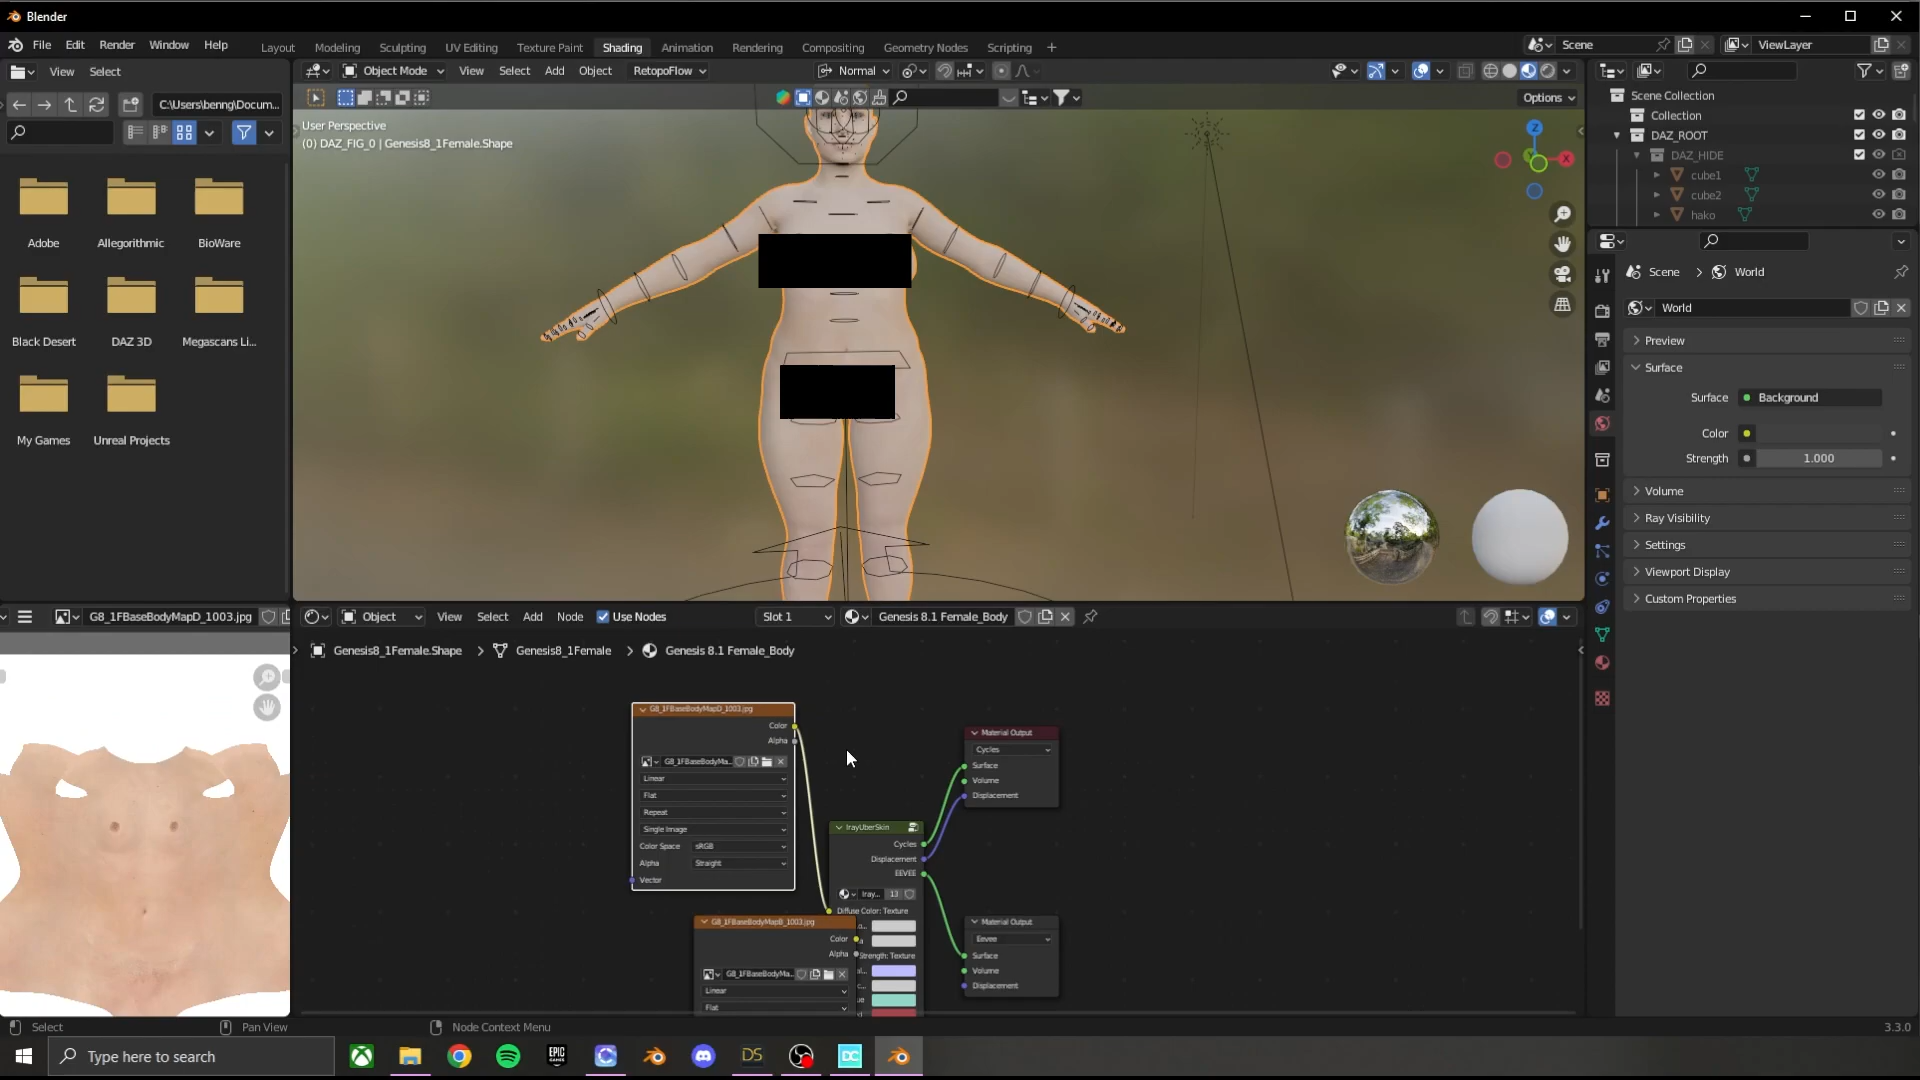 Blender
File Edit Render Window Help
Layout Modeling Sculpting UV Editing Texture Paint Shading Animation Rendering Compositing Geometry Nodes Scripting +
Scene
ViewLayer
View Select
Object Mode View Select Add Object RetopoFlow
Normal
C:\Users\benng\Docum...
Options
User Perspective
(0) DAZ_FIG_0 | Genesis8_1Female.Shape
Z
X
Adobe Allegorithmic BioWare
Black Desert DAZ 3D Megascans Li...
My Games Unreal Projects
Scene Collection
Collection
DAZ_ROOT
DAZ_HIDE
cube1
cube2
hako
Scene > World
World
Preview
Surface
Surface Background
Color
Strength 1.000
Volume
Ray Visibility
Settings
Viewport Display
Custom Properties
G8_1FBaseBodyMapD_1003.jpg
Object View Select Add Node Use Nodes
Slot 1
Genesis 8.1 Female_Body
Genesis8_1Female.Shape > Genesis8_1Female > Genesis 8.1 Female_Body
G8_1FBaseBodyMapD_1003.jpg
Color
Alpha
G8_1FBaseBodyMa...
Linear
Flat
Repeat
Single Image
Color Space sRGB
Alpha Straight
Vector
Material Output
Cycles
Surface
Volume
Displacement
IrayUberSkin
Cycles
Displacement
EEVEE
Iray... 13
Diffuse Color: Texture
Strength: Texture
G8_1FBaseBodyMapB_1003.jpg
Color
Alpha
G8_1FBaseBodyMa...
Linear
Flat
Material Output
Eevee
Surface
Volume
Displacement
Select
Pan View
Node Context Menu
3.3.0
Type here to search
EPIC GAMES
DS
DC